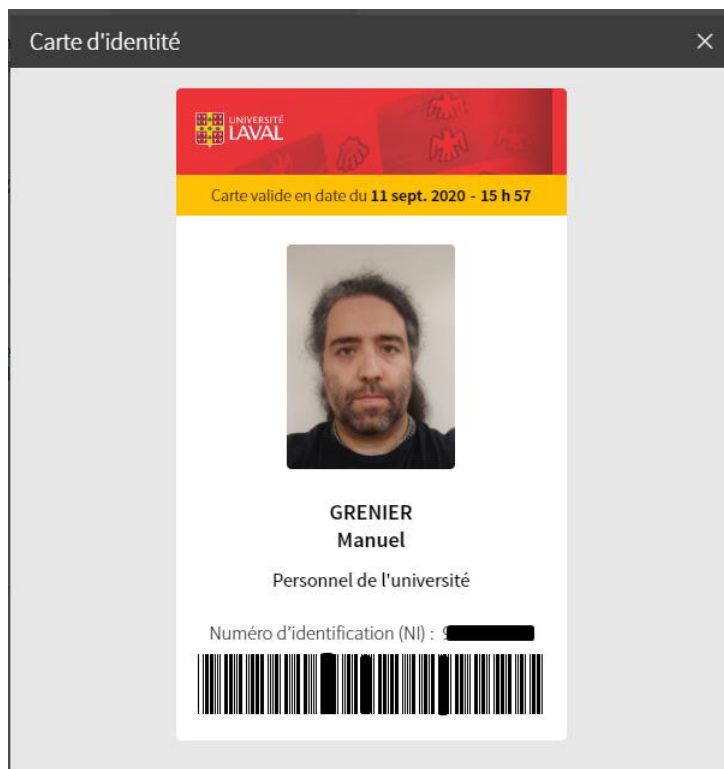 Carte d'identité
UNIVERSITÉ
LAVAL
Carte valide en date du 11 sept. 2020 - 15 h 57
GRENIER
Manuel
Personnel de l'université
Numéro d'identification (NI) :